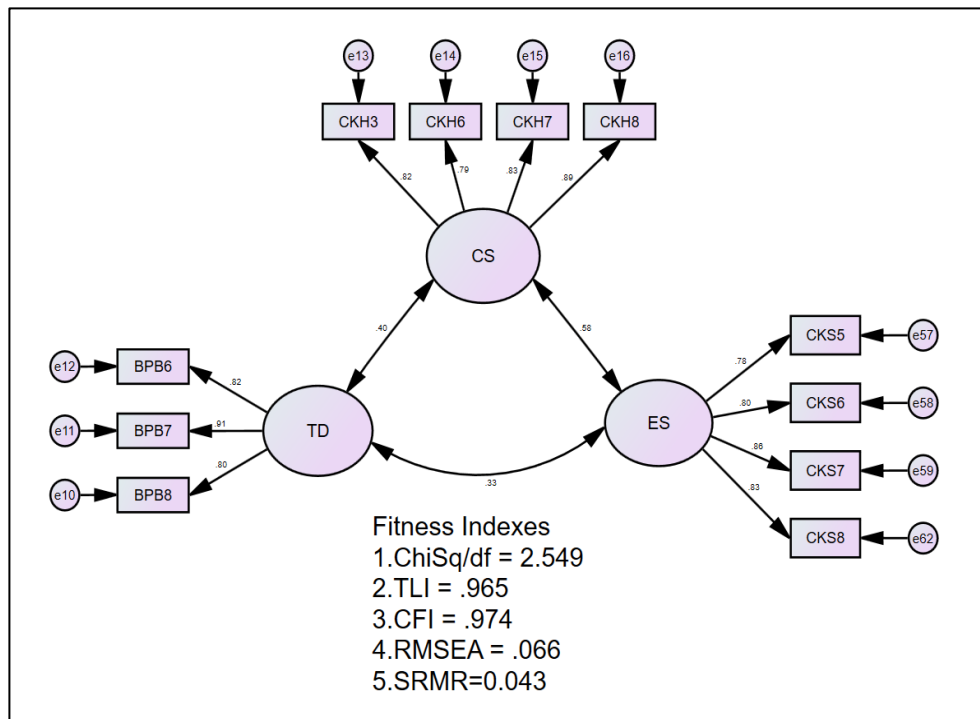 e13 e14 e15 e16
CKH3 CKH6 CKH7 CKH8
.82 .79 .83 .89
CS
.40 .58
e12 BPB6 .82
e11 BPB7 .91
e10 BPB8 .80
TD
ES
.78 CKS5 e57
.80 CKS6 e58
.86 CKS7 e59
.83 CKS8 e62
.33
Fitness Indexes
1.ChiSq/df = 2.549
2.TLI = .965
3.CFI = .974
4.RMSEA = .066
5.SRMR=0.043